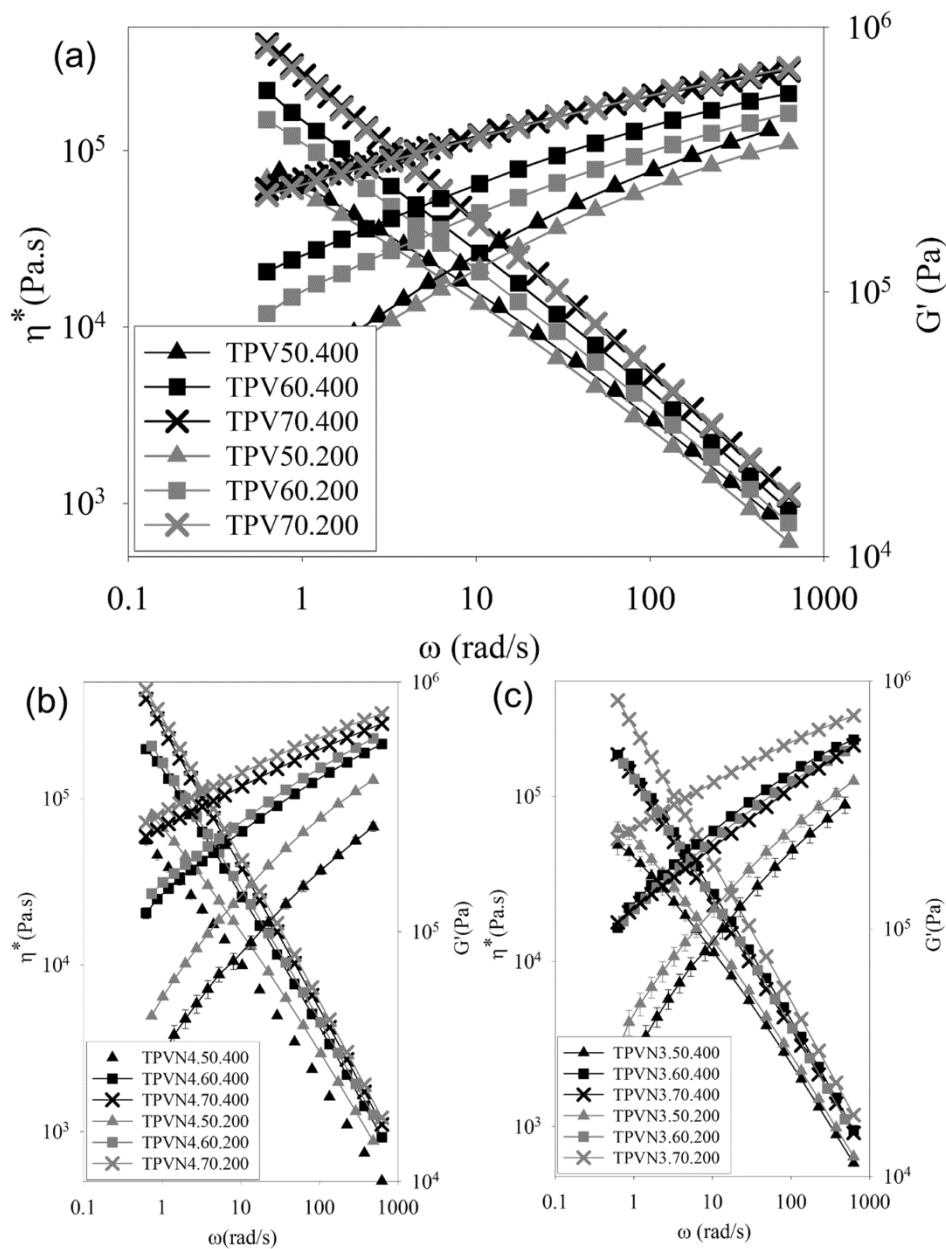 (a)
10^6
10^5
10^4
10^3
η* (Pa.s)
TPV50.400
TPV60.400
TPV70.400
TPV50.200
TPV60.200
TPV70.200
10^5
10^4
G' (Pa)
0.1 1 10 100 1000
ω (rad/s)
(b)
10^6
10^5
10^4
10^3
η*(Pa.s)
TPVN4.50.400
TPVN4.60.400
TPVN4.70.400
TPVN4.50.200
TPVN4.60.200
TPVN4.70.200
10^5
10^4
G'(Pa)
0.1 1 10 100 1000
ω(rad/s)
(c)
10^6
10^5
10^4
10^3
η*(Pa.s)
TPVN3.50.400
TPVN3.60.400
TPVN3.70.400
TPVN3.50.200
TPVN3.60.200
TPVN3.70.200
10^5
10^4
G'(Pa)
0.1 1 10 100 1000
ω (rad/s)